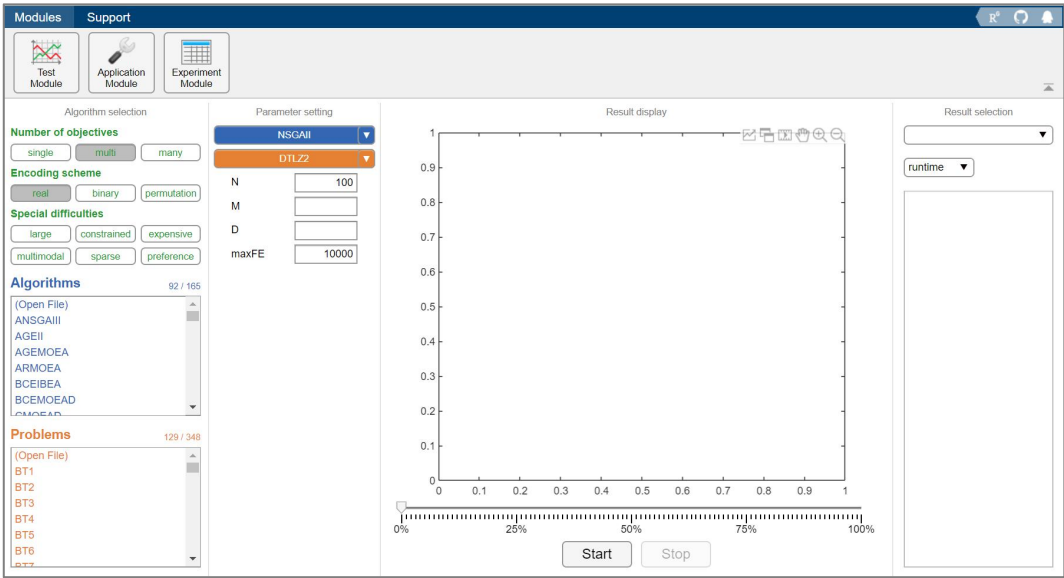 Modules Support
R⁶
Test Module
Application Module
Experiment Module
Algorithm selection
Number of objectives
single multi many
Encoding scheme
real binary permutation
Special difficulties
large constrained expensive
multimodal sparse preference
Algorithms 92 / 165
(Open File)
ANSGAIII
AGEII
AGEMOEA
ARMOEA
BCEIBEA
BCEMOEAD
CMOEAD
Problems 129 / 348
(Open File)
BT1
BT2
BT3
BT4
BT5
BT6
BT7
Parameter setting
NSGAII
DTLZ2
N 100
M
D
maxFE 10000
Result display
1
0.9
0.8
0.7
0.6
0.5
0.4
0.3
0.2
0.1
0
0 0.1 0.2 0.3 0.4 0.5 0.6 0.7 0.8 0.9 1
0% 25% 50% 75% 100%
Start Stop
Result selection
runtime